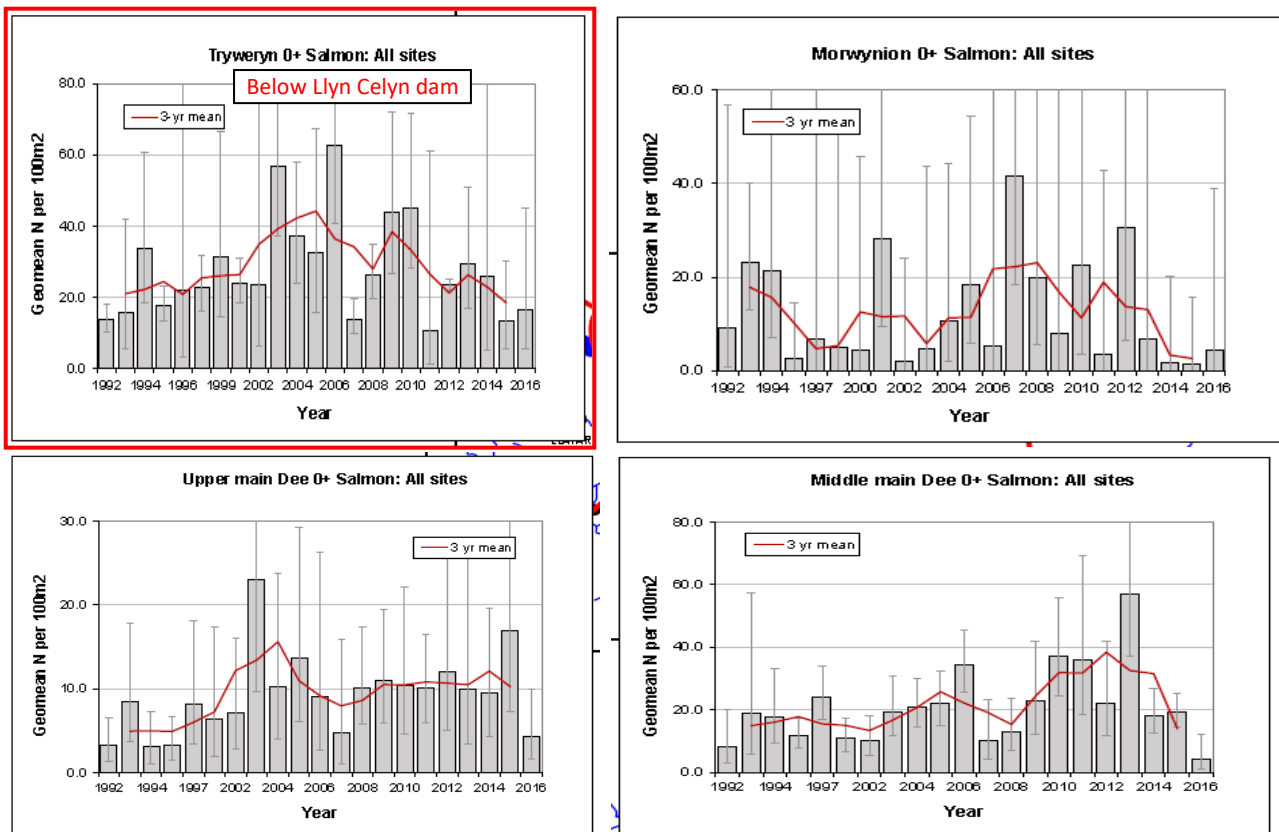 Tryweryn 0+ Salmon: All sites
Below Llyn Celyn dam
3-yr mean
Geomean N per 100m2
80.0
60.0
40.0
20.0
0.0
1992 1994 1996 1999 2002 2004 2006 2008 2010 2012 2014 2016
Year
Morwynion 0+ Salmon: All sites
3 yr mean
Geomean N per 100m2
60.0
40.0
20.0
0.0
1992 1994 1997 2000 2002 2004 2006 2008 2010 2012 2014 2016
Year
Upper main Dee 0+ Salmon: All sites
3 yr mean
Geomean N per 100m2
30.0
20.0
10.0
0.0
1992 1994 1997 2002 2004 2006 2008 2010 2012 2014 2016
Year
Middle main Dee 0+ Salmon: All sites
3 yr mean
Geomean N per 100m2
80.0
60.0
40.0
20.0
0.0
1992 1994 1997 2002 2004 2006 2008 2010 2012 2014 2016
Year